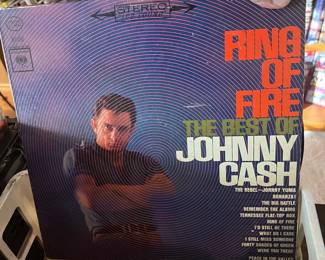 STEREO
RING
OF
FIRE
THE BEST OF
JOHNNY
CASH
THE REBEL–JOHNNY YUMA
BONANZA!
THE BIG BATTLE
REMEMBER THE ALAMO
TENNESSEE FLAT-TOP BOX
RING OF FIRE
I'D STILL BE THERE
WHAT DO I CARE
I STILL MISS SOMEONE
FORTY SHADES OF GREEN
WERE YOU THERE
PEACE IN THE VALLEY